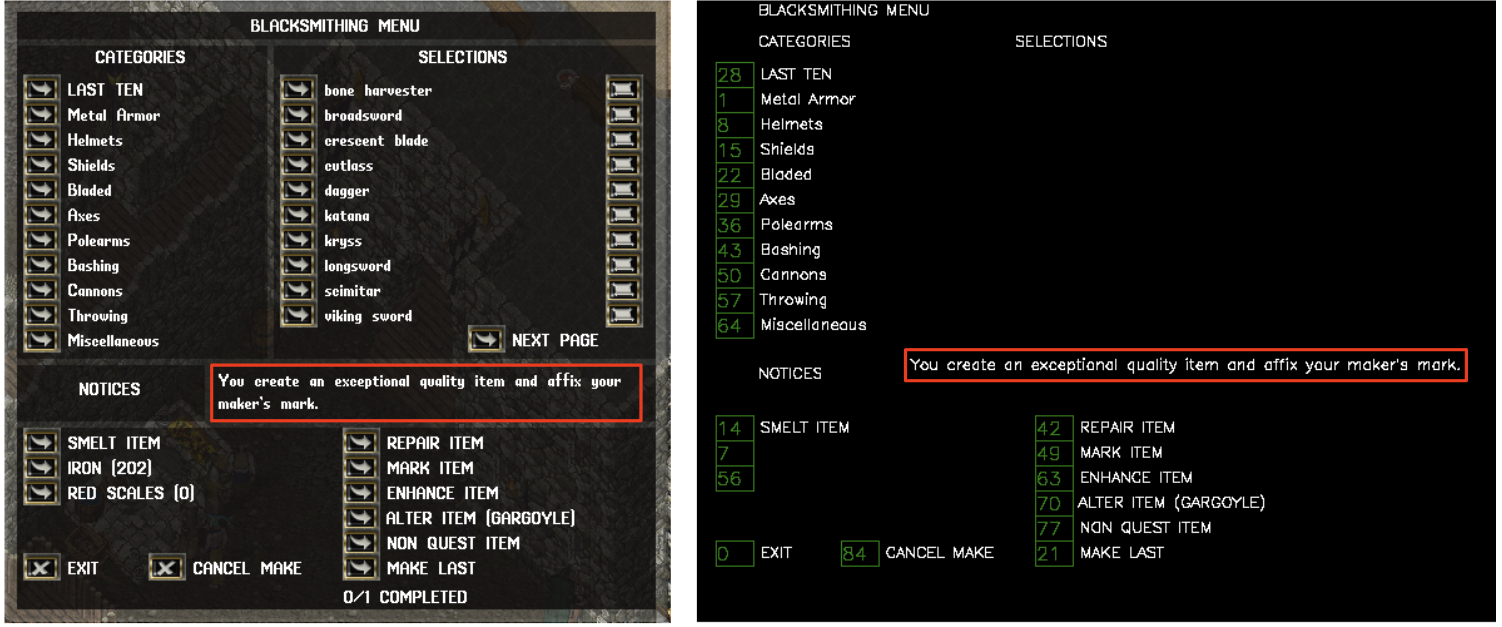 BLACKSMITHING MENU
CATEGORIES
LAST TEN
Metal Armor
Helmets
Shields
Bladed
Axes
Polearms
Bashing
Cannons
Throwing
Miscellaneous
SELECTIONS
bone harvester
broadsword
crescent blade
cutlass
dagger
katana
kryss
longsword
scimitar
viking sword
NEXT PAGE
NOTICES
You create an exceptional quality item and affix your
maker's mark.
SMELT ITEM
IRON (202)
RED SCALES (0)
REPAIR ITEM
MARK ITEM
ENHANCE ITEM
ALTER ITEM (GARGOYLE)
NON QUEST ITEM
MAKE LAST
EXIT
CANCEL MAKE
0/1 COMPLETED
BLACKSMITHING MENU
CATEGORIES
SELECTIONS
28 LAST TEN
1 Metal Armor
8 Helmets
15 Shields
22 Bladed
29 Axes
36 Polearms
43 Bashing
50 Cannons
57 Throwing
64 Miscellaneous
NOTICES
You create an exceptional quality item and affix your maker's mark.
14 SMELT ITEM
7
56
42 REPAIR ITEM
49 MARK ITEM
63 ENHANCE ITEM
70 ALTER ITEM (GARGOYLE)
77 NON QUEST ITEM
0 EXIT
84 CANCEL MAKE
21 MAKE LAST